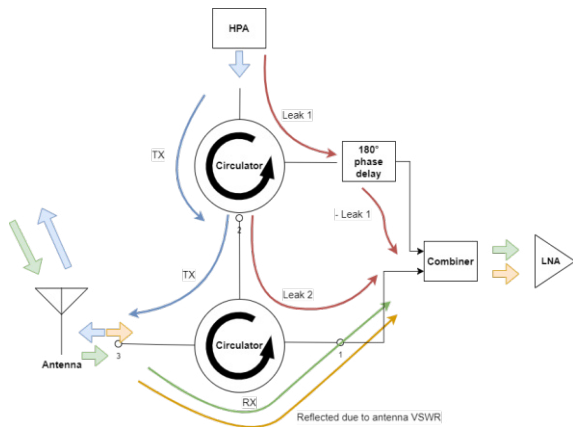 HPA
Leak 1
TX
Circulator
180°
phase
delay
2
- Leak 1
TX
Leak 2
Combiner
LNA
Circulator
3
1
Antenna
RX
Reflected due to antenna VSWR